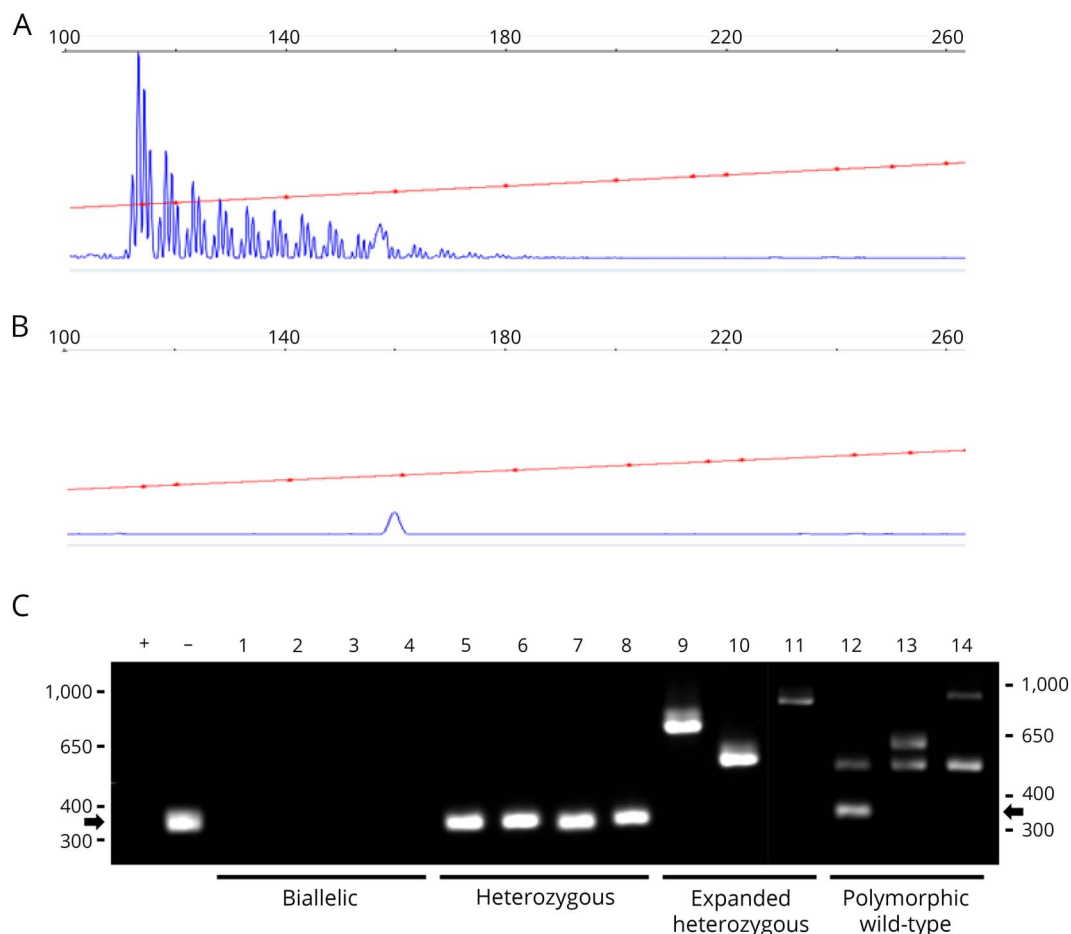 A
100 140 180 220 260
B
100 140 180 220 260
C
+ – 1 2 3 4 5 6 7 8 9 10 11 12 13 14
1,000 1,000
650 650
400 400
300 300
Biallelic Heterozygous Expanded Polymorphic
heterozygous wild-type